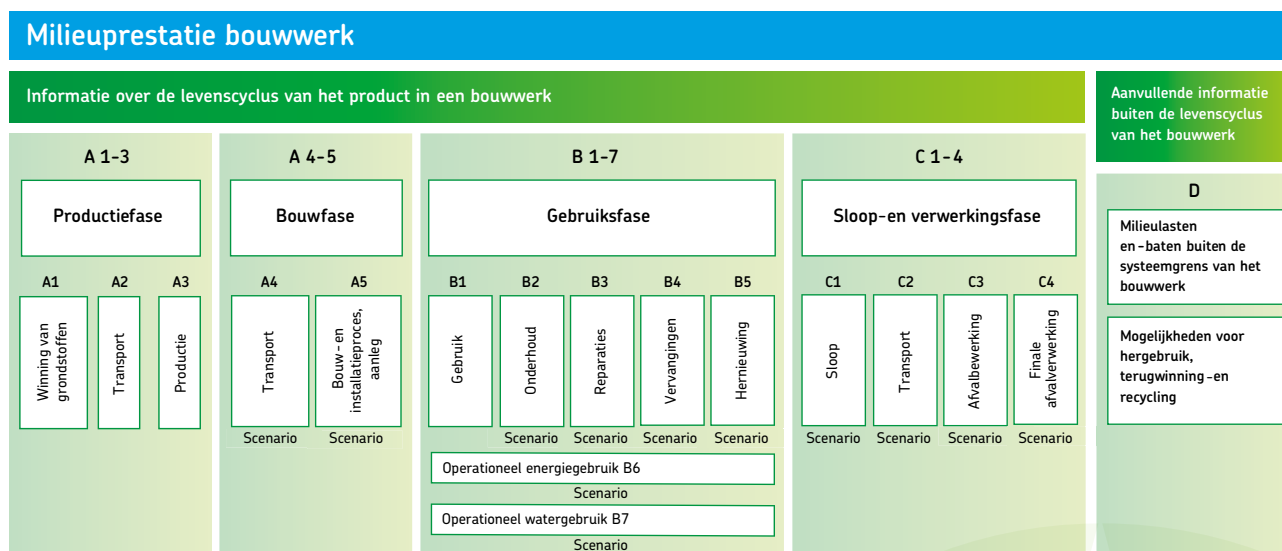 Milieuprestatie bouwwerk
Informatie over de levenscyclus van het product in een bouwwerk
Aanvullende informatie
buiten de levenscyclus
van het bouwwerk
A 1-3
Productiefase
A1
A2
A3
Winning van
grondstoffen
Transport
Productie
A 4-5
Bouwfase
A4
A5
Transport
Bouw- en
installatieproces,
aanleg
Scenario
Scenario
B 1-7
Gebruiksfase
B1
B2
B3
B4
B5
Gebruik
Onderhoud
Reparaties
Vervangingen
Hernieuwing
Scenario
Scenario
Scenario
Scenario
Operationeel energiegebruik B6
Scenario
Operationeel watergebruik B7
Scenario
C 1-4
Sloop-en verwerkingsfase
C1
C2
C3
C4
Sloop
Transport
Afvalbewerking
Finale
afvalverwerking
Scenario
Scenario
Scenario
Scenario
D
Milieulasten
en-baten buiten de
systeemgrens van het
bouwwerk
Mogelijkheden voor
hergebruik,
terugwinning-en
recycling